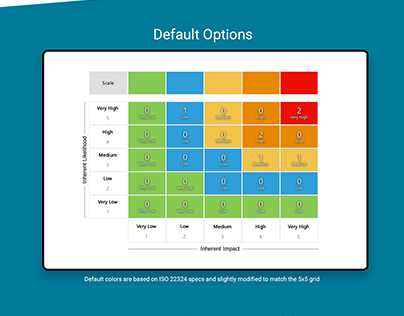 Default Options
Scale
Inherent Likelihood
Very High 5 0 Very Low 1 Low 0 Medium 0 High 2 Very High
High 4 0 Very Low 0 Low 0 Medium 2 High 0 High
Medium 3 0 Very Low 0 Low 0 Low 1 Medium 1 Medium
Low 2 0 Very Low 0 Very Low 0 Low 0 Low 0 Low
Very Low 1 0 Very Low 0 Very Low 0 Very Low 0 Very Low 0 Very Low
Very Low Low Medium High Very High
1 2 3 4 5
Inherent Impact
Default colors are based on ISO 22324 specs and slightly modified to match the 5x5 grid